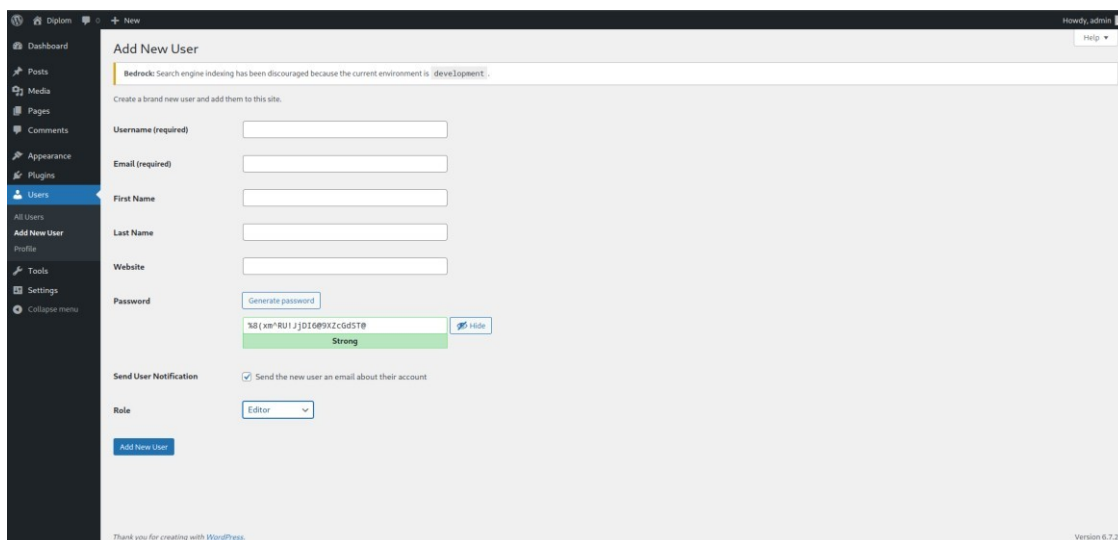 Diplom 0 + New Howdy, admin
Help
Dashboard
Posts
Media
Pages
Comments
Appearance
Plugins
Users
All Users
Add New User
Profile
Tools
Settings
Collapse menu
Add New User
Bedrock: Search engine indexing has been discouraged because the current environment is development .
Create a brand new user and add them to this site.
Username (required)
Email (required)
First Name
Last Name
Website
Password Generate password
%8(xm^RU!JjDI6@9XZcGdST@ Hide
Strong
Send User Notification Send the new user an email about their account
Role Editor
Add New User
Thank you for creating with WordPress. Version 6.7.2